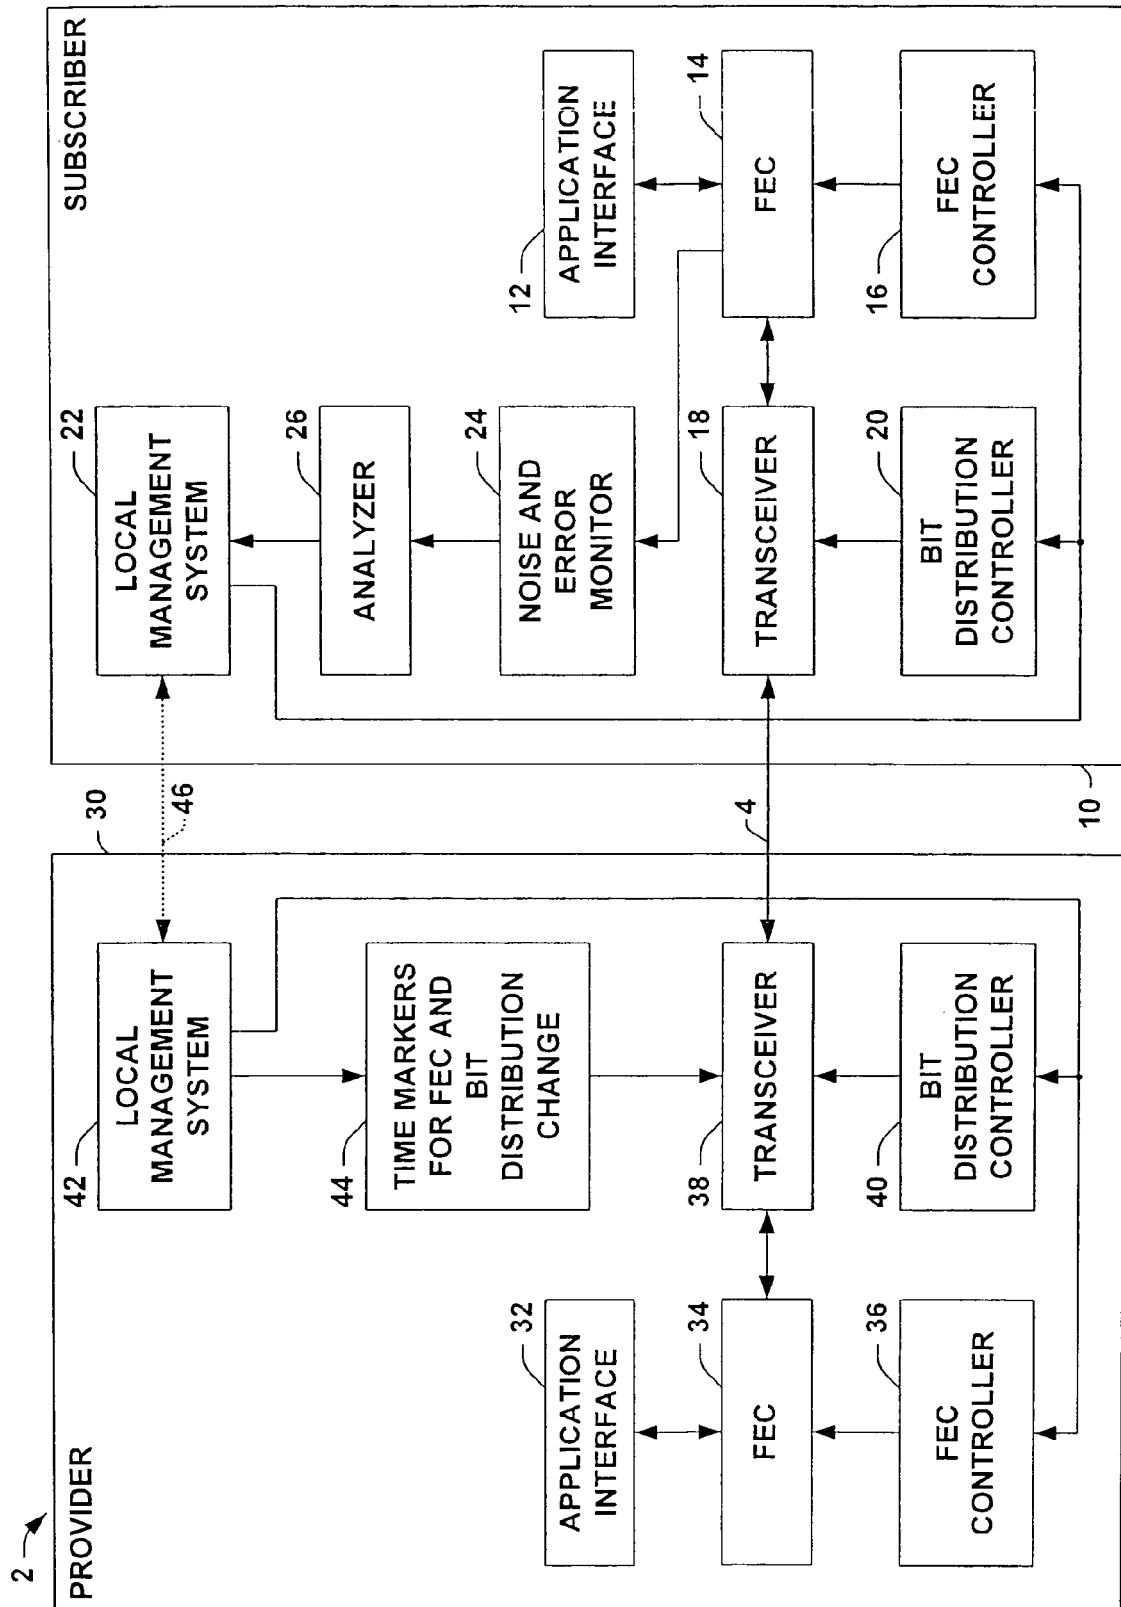 2
PROVIDER
30
42
LOCAL
MANAGEMENT
SYSTEM
44
TIME MARKERS
FOR FEC AND
BIT
DISTRIBUTION
CHANGE
32
APPLICATION
INTERFACE
34
FEC
38
TRANSCEIVER
36
FEC
CONTROLLER
40
BIT
DISTRIBUTION
CONTROLLER
46
4
SUBSCRIBER
10
22
LOCAL
MANAGEMENT
SYSTEM
26
ANALYZER
24
NOISE AND
ERROR
MONITOR
12
APPLICATION
INTERFACE
18
TRANSCEIVER
14
FEC
20
BIT
DISTRIBUTION
CONTROLLER
16
FEC
CONTROLLER